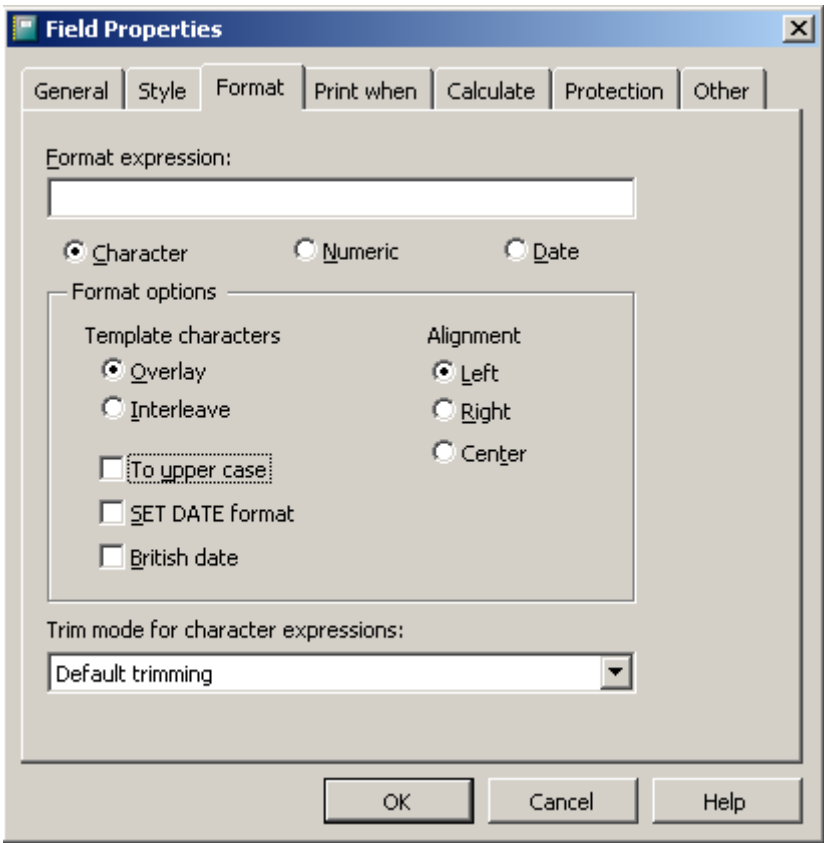 Field Properties
General Style Format Print when Calculate Protection Other
Format expression:
Character Numeric Date
Format options
Template characters Alignment
Overlay Left
Interleave Right
Center
To upper case
SET DATE format
British date
Trim mode for character expressions:
Default trimming
OK Cancel Help